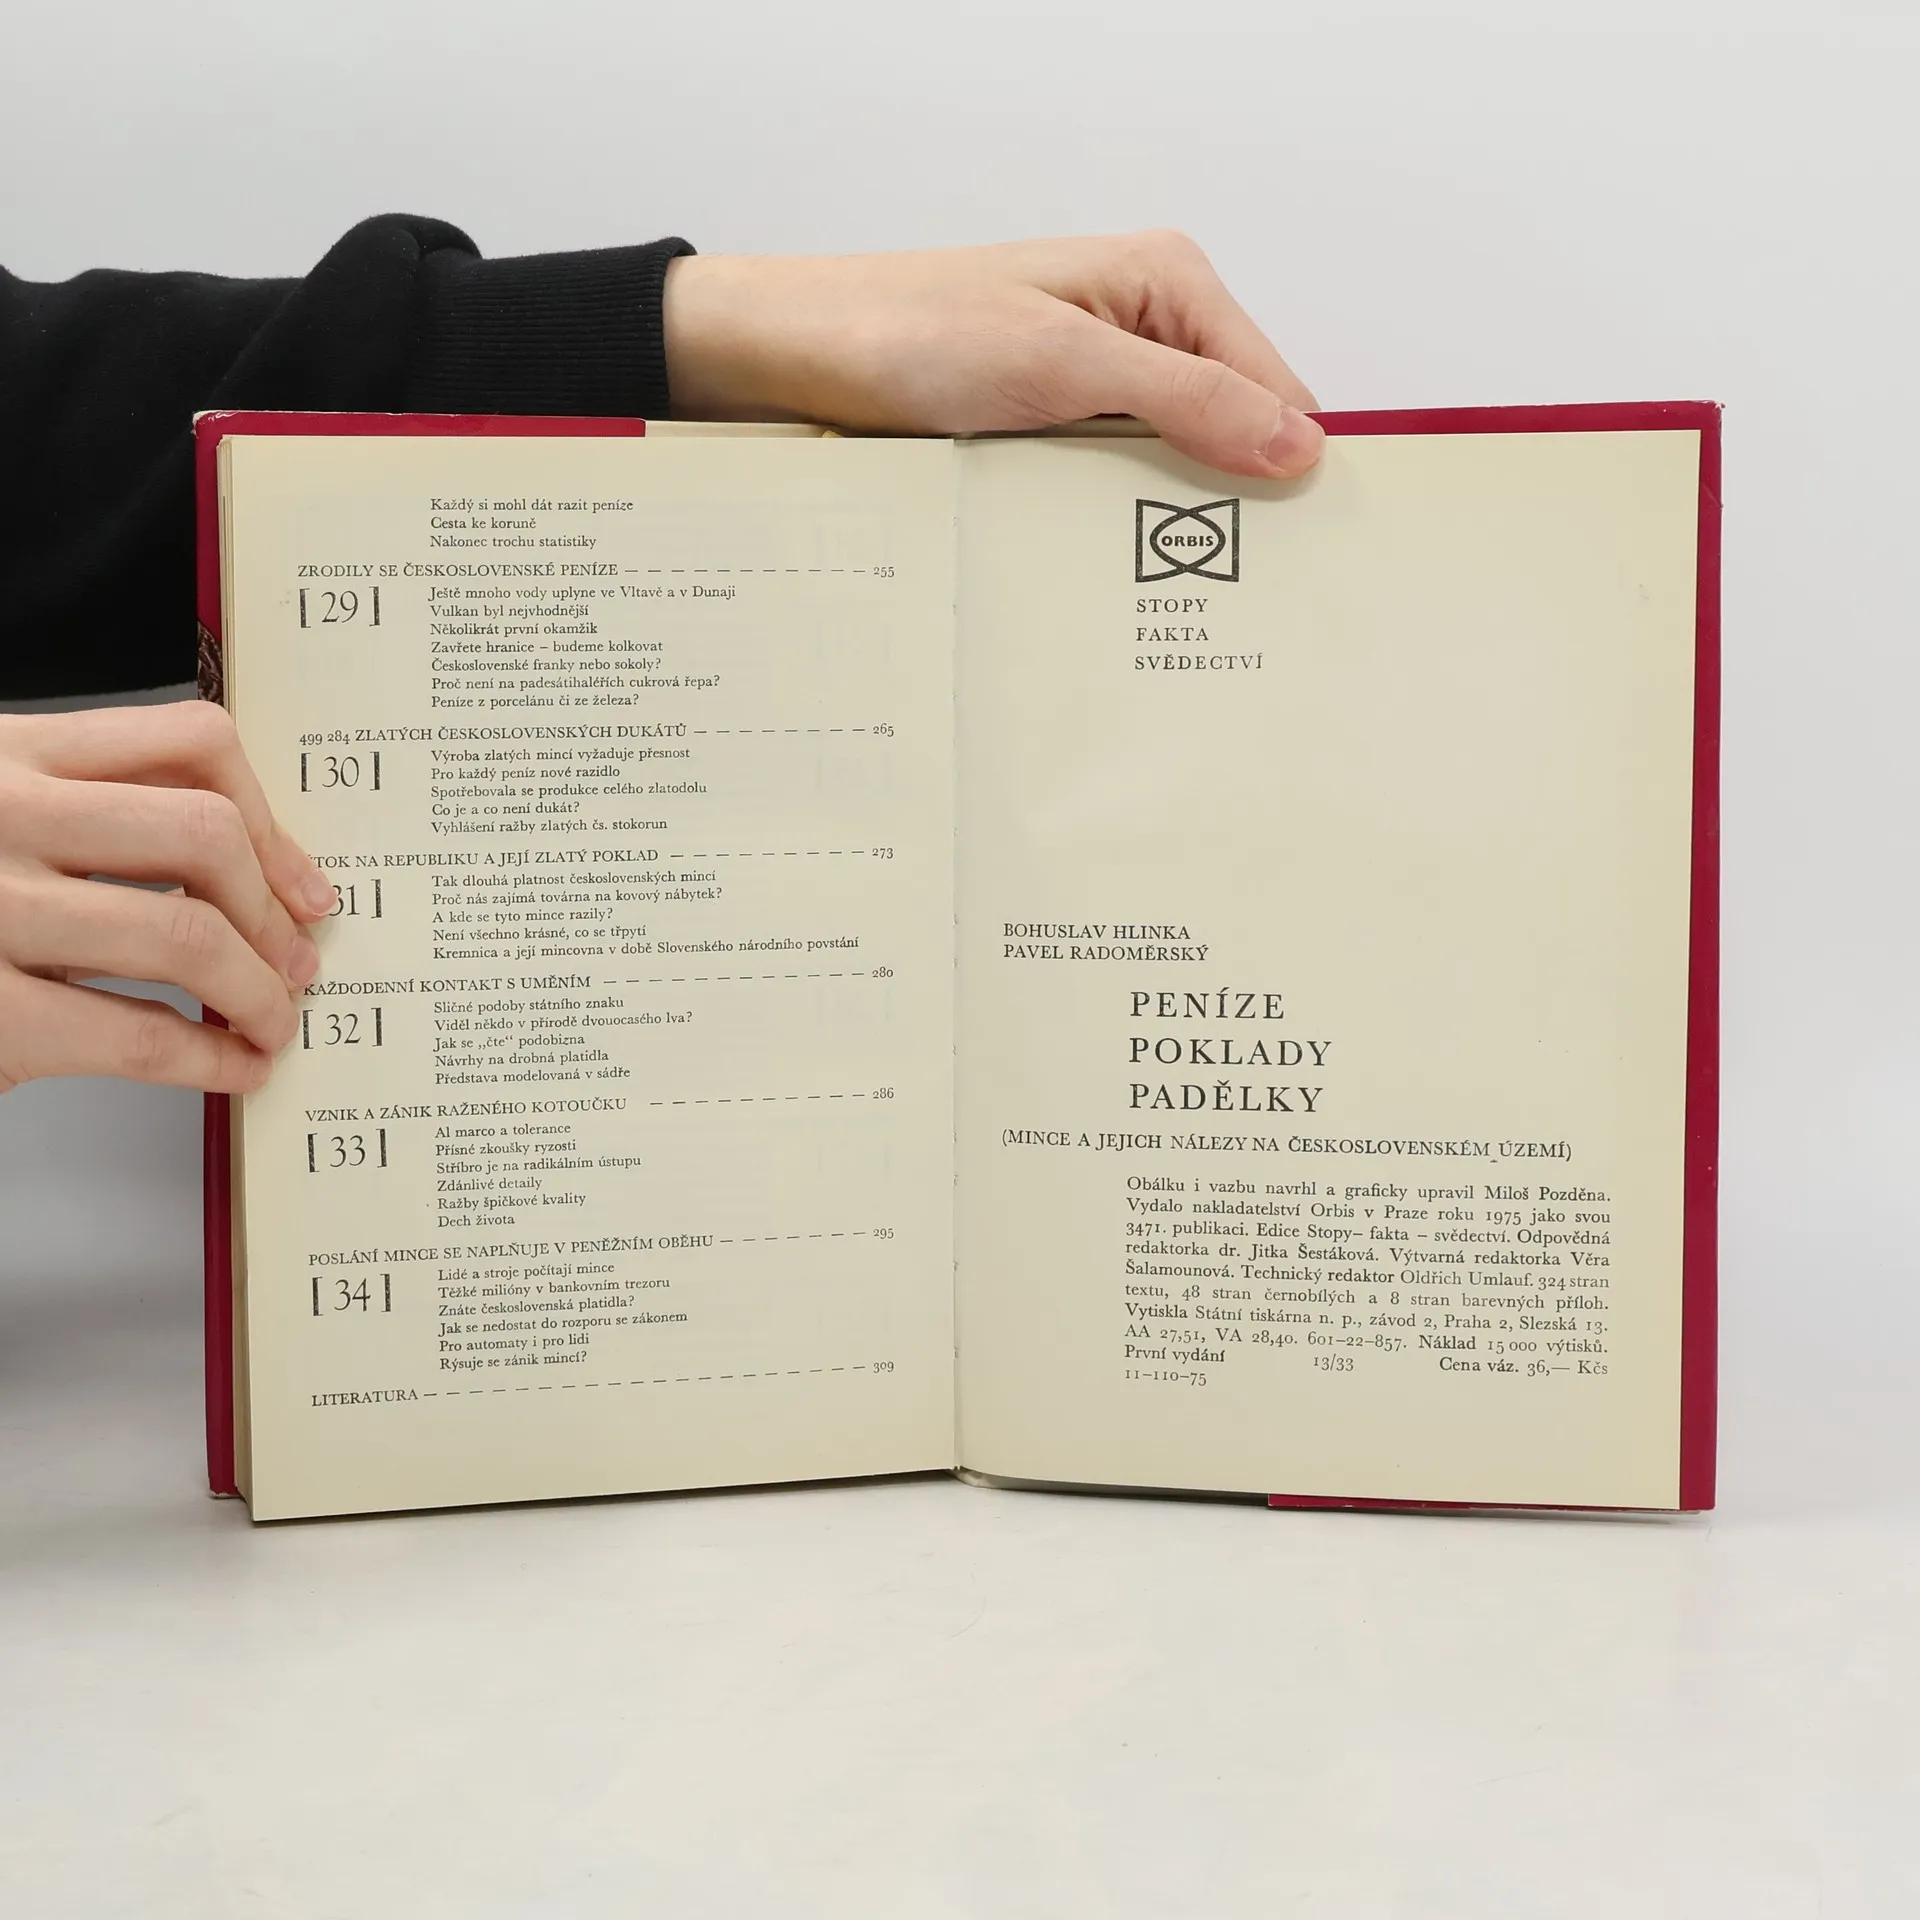 Každý si mohl dát razit peníze
Cesta ke koruně
Nakonec trochu statistiky
ZRODILY SE ČESKOSLOVENSKÉ PENÍZE — — — — — — — — — — 255
[ 29 ]
Ještě mnoho vody uplyne ve Vltavě a v Dunaji
Vulkan byl nejvhodnější
Několikrát první okamžik
Zavřete hranice – budeme kolkovat
Československé franky nebo sokoly?
Proč není na padesátihaléřích cukrová řepa?
Peníze z porcelánu či ze železa?
499 284 ZLATÝCH ČESKOSLOVENSKÝCH DUKÁTŮ — — — — — — — 265
[ 30 ]
Výroba zlatých mincí vyžaduje přesnost
Pro každý peníz nové razidlo
Spotřebovala se produkce celého zlatodolu
Co je a co není dukát?
Vyhlášení ražby zlatých čs. stokorun
TOK NA REPUBLIKU A JEJÍ ZLATÝ POKLAD — — — — — — — — 273
31 ]
Tak dlouhá platnost československých mincí
Proč nás zajímá továrna na kovový nábytek?
A kde se tyto mince razily?
Není všechno krásné, co se třpytí
Kremnica a její mincovna v době Slovenského národního povstání
KAŽDODENNÍ KONTAKT S UMĚNÍM — — — — — — — — — — — 280
[ 32 ]
Sličné podoby státního znaku
Viděl někdo v přírodě dvouocasého lva?
Jak se „čte“ podobizna
Návrhy na drobná platidla
Představa modelovaná v sádře
VZNIK A ZÁNIK RAŽENÉHO KOTOUČKU — — — — — — — — — — 286
[ 33 ]
Al marco a tolerance
Přísné zkoušky ryzosti
Stříbro je na radikálním ústupu
Zdánlivé detaily
Ražby špičkové kvality
Dech života
POSLÁNÍ MINCE SE NAPLŇUJE V PENĚŽNÍM OBĚHU — — — — — — — 295
[ 34 ]
Lidé a stroje počítají mince
Těžké milióny v bankovním trezoru
Znáte československá platidla?
Jak se nedostat do rozporu se zákonem
Pro automaty i pro lidi
Rýsuje se zánik mincí?
LITERATURA — — — — — — — — — — — — — — — — — — 309
ORBIS
STOPY
FAKTA
SVĚDECTVÍ
BOHUSLAV HLINKA
PAVEL RADOMĚRSKÝ
PENÍZE
POKLADY
PADĚLKY
(MINCE A JEJICH NÁLEZY NA ČESKOSLOVENSKÉM ÚZEMÍ)
Obálku i vazbu navrhl a graficky upravil Miloš Pozděna.
Vydalo nakladatelství Orbis v Praze roku 1975 jako svou
3471. publikaci. Edice Stopy– fakta – svědectví. Odpovědná
redaktorka dr. Jitka Šestáková. Výtvarná redaktorka Věra
Šalamounová. Technický redaktor Oldřich Umlauf. 324 stran
textu, 48 stran černobílých a 8 stran barevných příloh.
Vytiskla Státní tiskárna n. p., závod 2, Praha 2, Slezská 13.
AA 27,51, VA 28,40. 601–22–857. Náklad 15 000 výtisků.
První vydání 13/33 Cena váz. 36,— Kčs
11–110–75